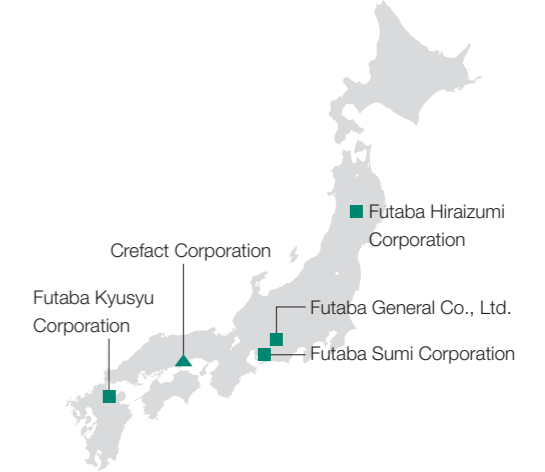 Futaba Hiraizumi
Corporation
Crefact Corporation
Futaba Kyusyu
Corporation
Futaba General Co., Ltd.
Futaba Sumi Corporation